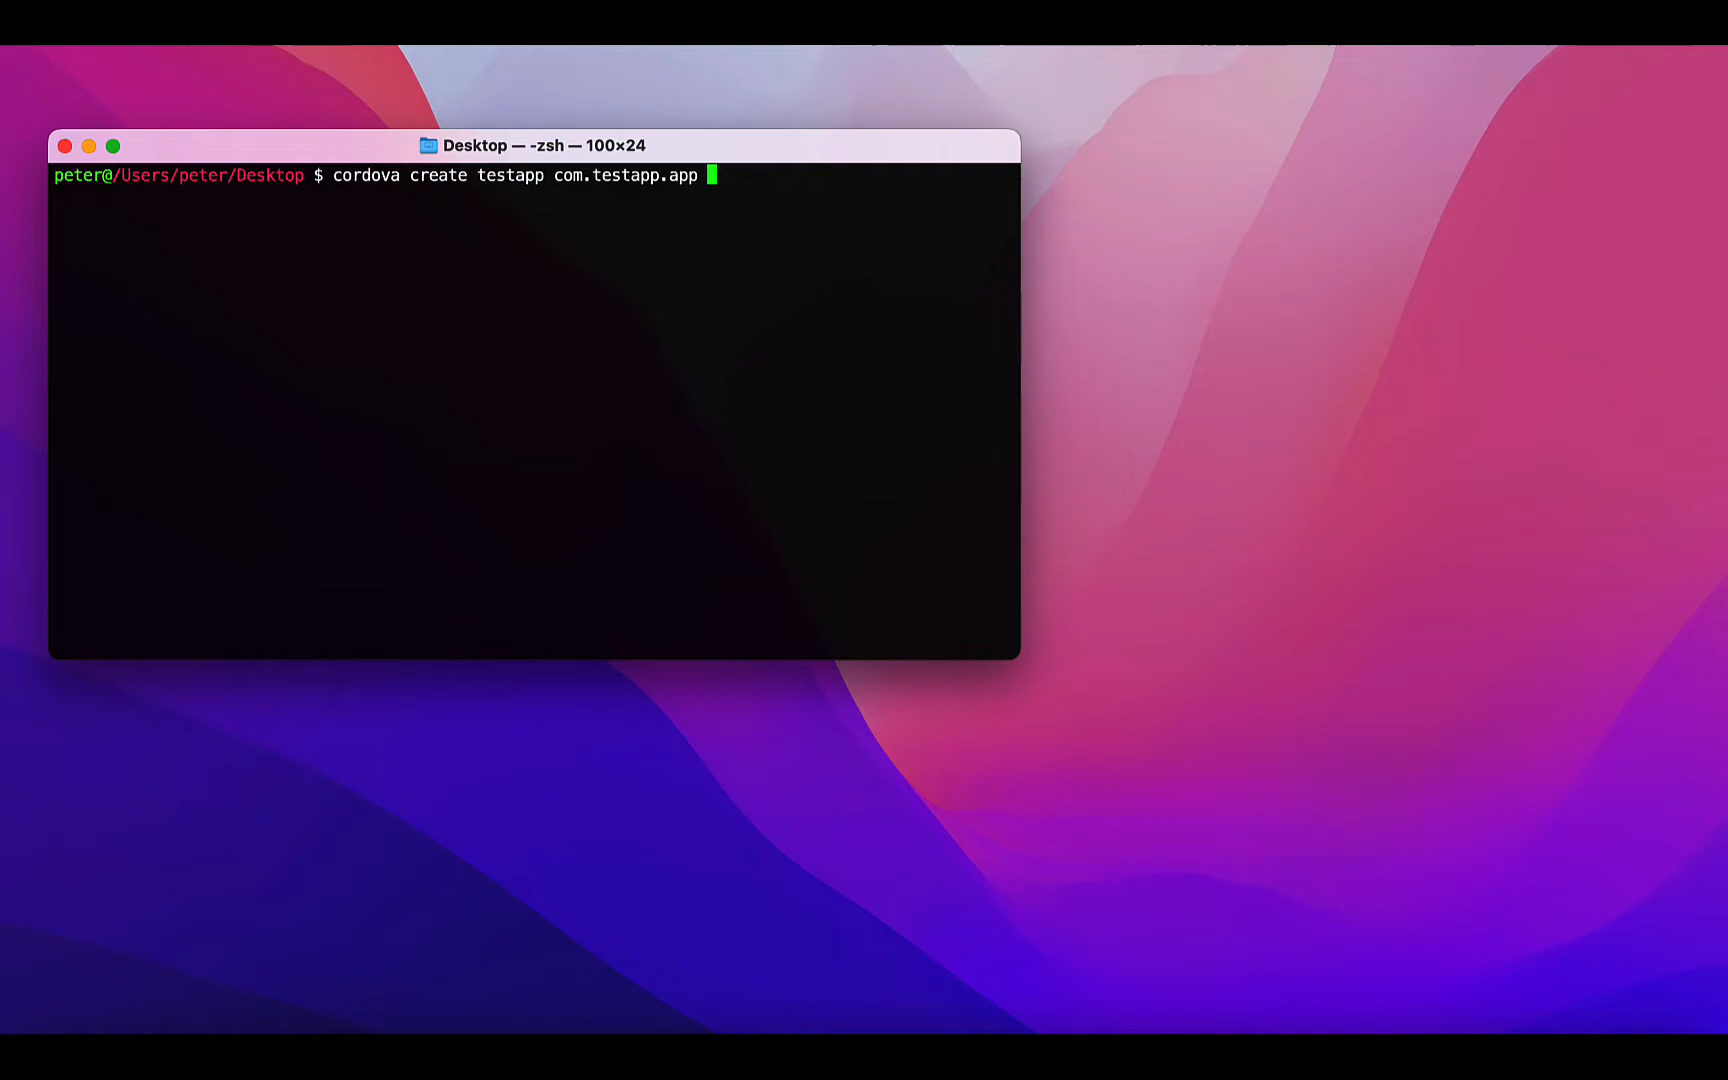 Desktop — -zsh — 100×24
peter@/Users/peter/Desktop $ cordova create testapp com.testapp.app